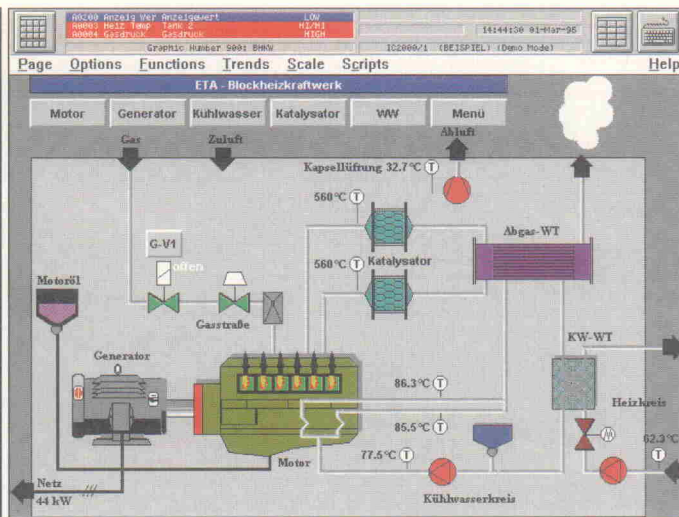 A0200 Anzeig Wer Anzeigewert LOW
A0003 Heiz Temp Tank 2 HI/HI
A0004 Gasdruck Gasdruck HIGH
14:44:30 01-Mar-95
Graphic Number 900: BHKW
IC2000/1 (BEISPIEL) (Demo Mode)
Page Options Functions Trends Scale Scripts Help
ETA - Blockheizkraftwerk
Motor Generator Kühlwasser Katalysator WW Menü
Gas Zuluft Abluft
Kapsellüftung 32.7°C T
560°C T
G-V1
offen
Abgas-WT
560°C T Katalysator
Motoröl
Gasstraße
KW-WT
Generator
G
86.3°C T
Heizkreis
85.5°C T
77.5°C T
62.3°C
T
Motor
Kühlwasserkreis
Netz
44 kW